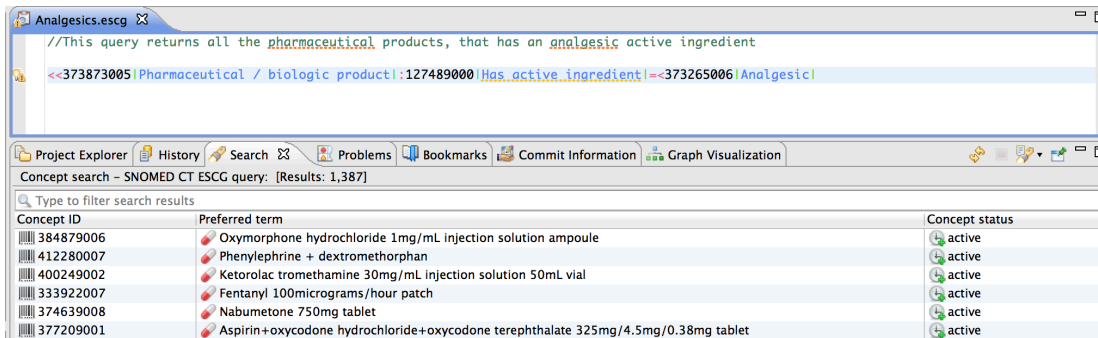 Analgesics.escg
//This query returns all the pharmaceutical products, that has an analgesic active ingredient
<<373873005|Pharmaceutical / biologic product|:127489000|Has active ingredient|=<373265006|Analgesic|
Project Explorer History Search Problems Bookmarks Commit Information Graph Visualization
Concept search - SNOMED CT ESCG query: [Results: 1,387]
Type to filter search results
Concept ID Preferred term Concept status
384879006 Oxymorphone hydrochloride 1mg/mL injection solution ampoule active
412280007 Phenylephrine + dextromethorphan active
400249002 Ketorolac tromethamine 30mg/mL injection solution 50mL vial active
333922007 Fentanyl 100micrograms/hour patch active
374639008 Nabumetone 750mg tablet active
377209001 Aspirin+oxycodone hydrochloride+oxycodone terephthalate 325mg/4.5mg/0.38mg tablet active